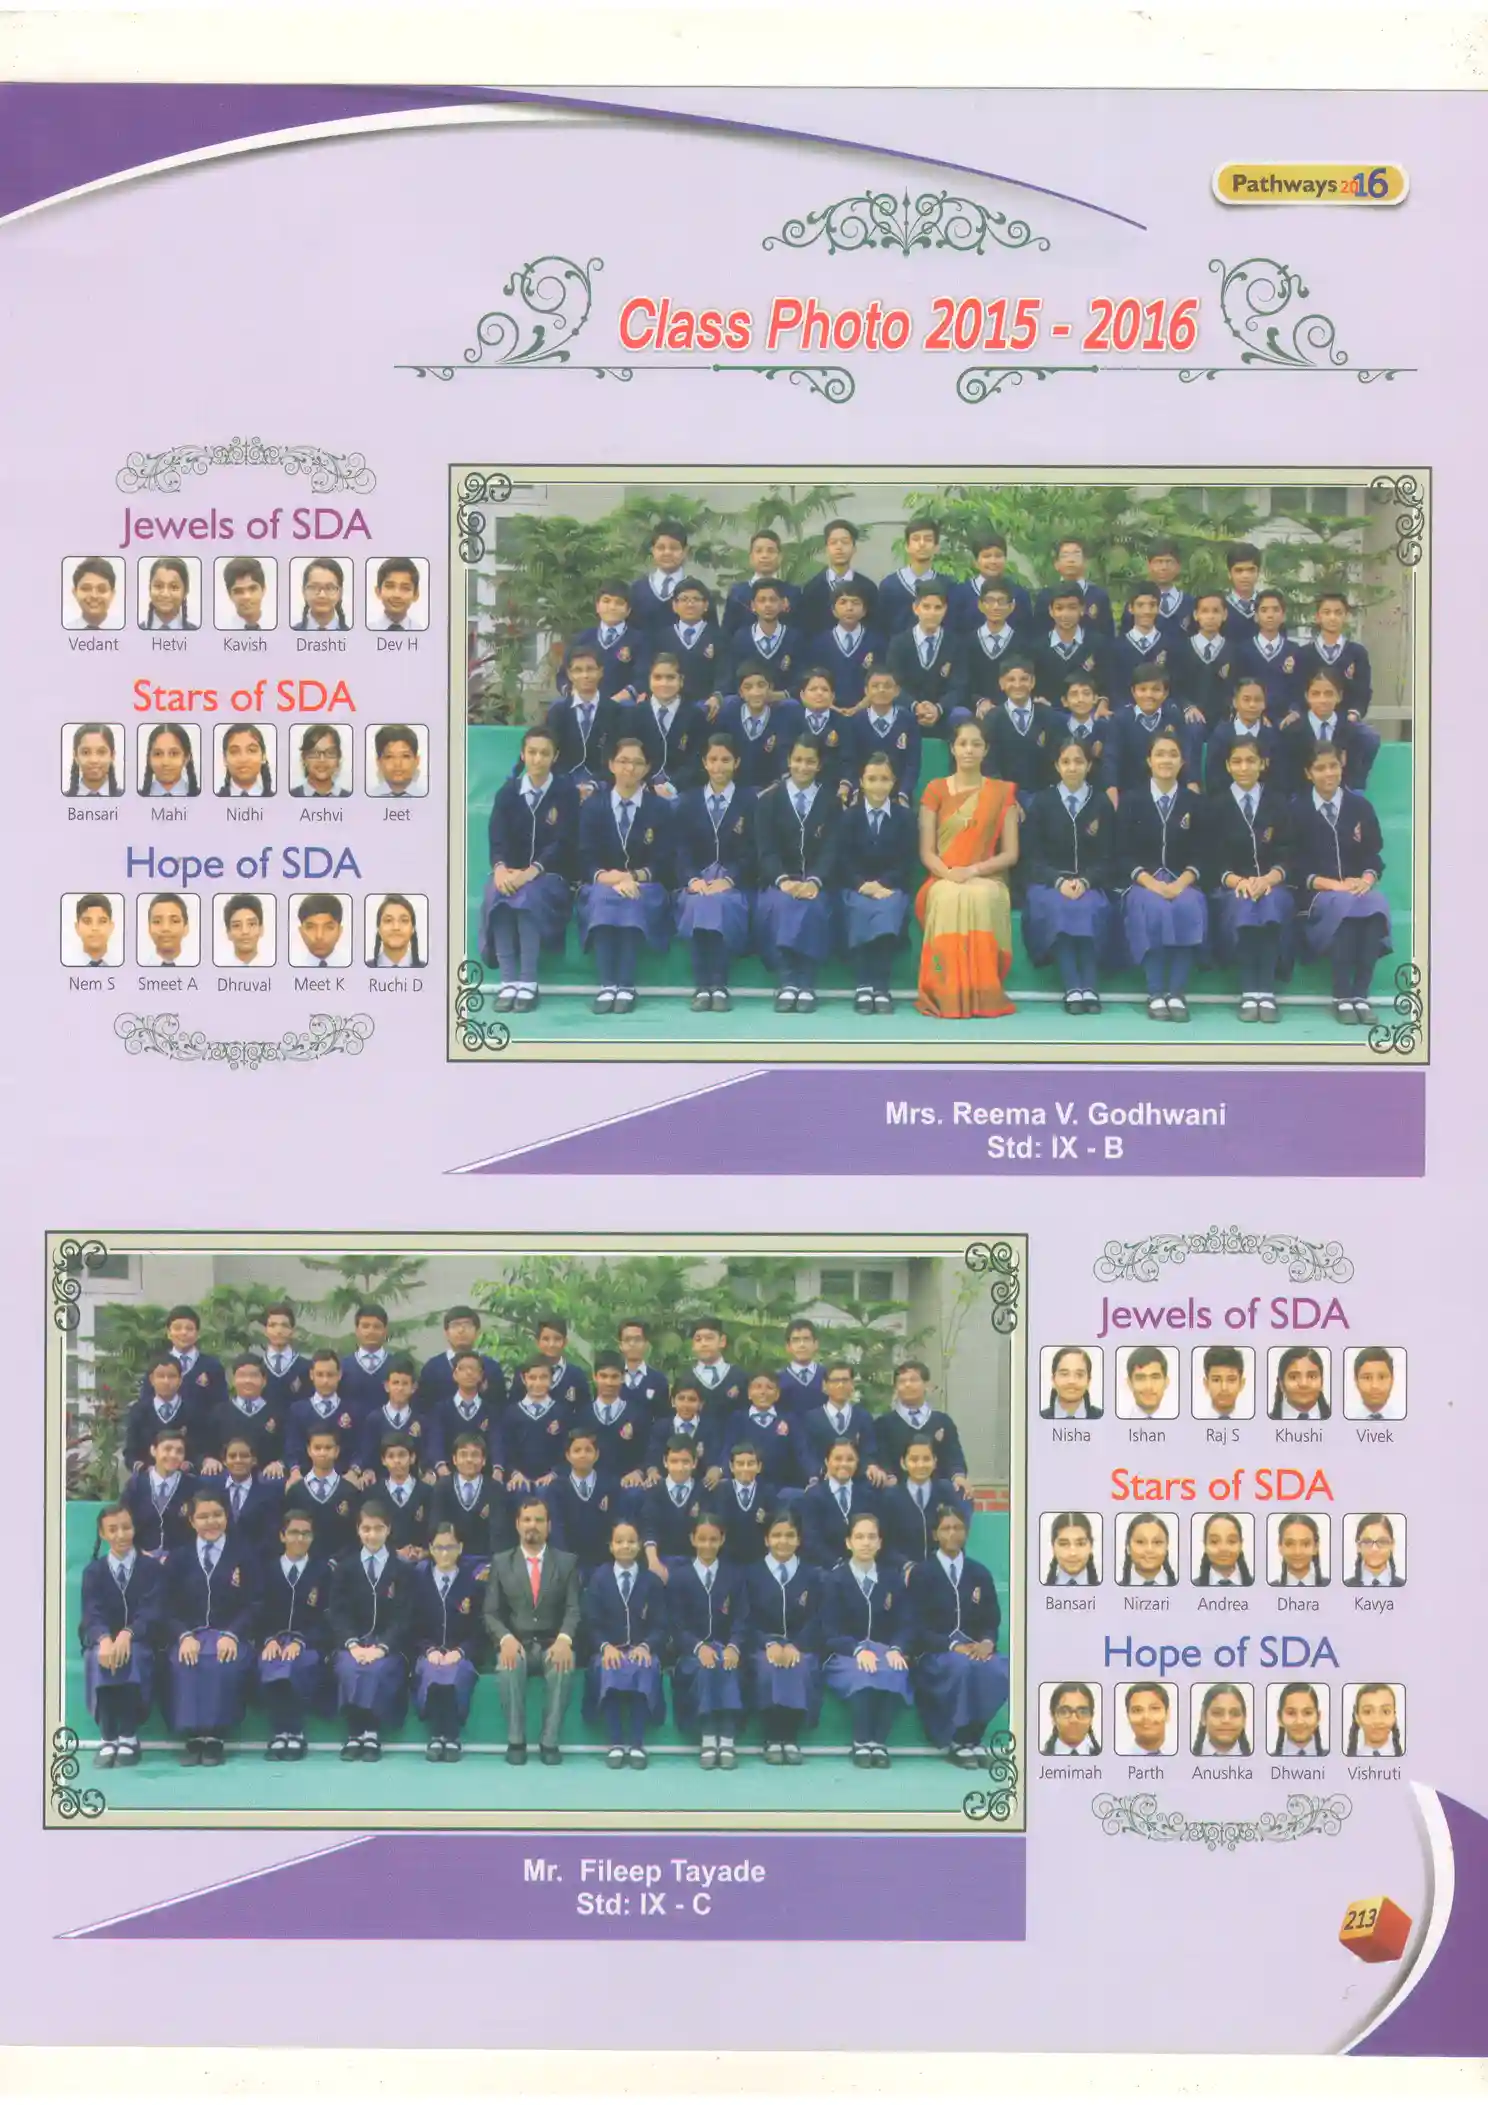 Pathways 2016
Class Photo 2015 - 2016
Jewels of SDA
Vedant Hetvi Kavish Drashti Dev H
Stars of SDA
Bansari Mahi Nidhi Arshvi Jeet
Hope of SDA
Nem S Smeet A Dhruval Meet K Ruchi D
Mrs. Reema V. Godhwani
Std: IX - B
Jewels of SDA
Nisha Ishan Raj S Khushi Vivek
Stars of SDA
Bansari Nirzari Andrea Dhara Kavya
Hope of SDA
Jemimah Parth Anushka Dhwani Vishruti
Mr. Fileep Tayade
Std: IX - C
213